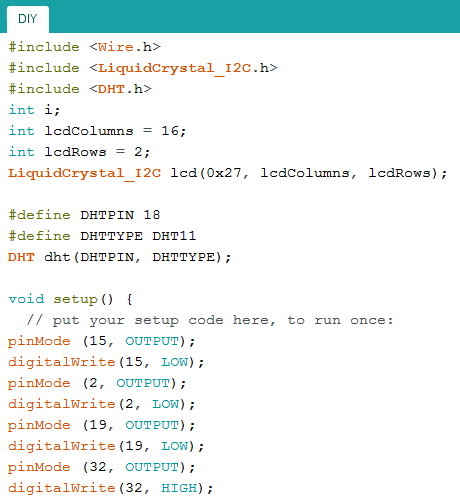 DIY
#include <Wire.h>
#include <LiquidCrystal_I2C.h>
#include <DHT.h>
int i;
int lcdColumns = 16;
int lcdRows = 2;
LiquidCrystal_I2C lcd(0x27, lcdColumns, lcdRows);
#define DHTPIN 18
#define DHTTYPE DHT11
DHT dht(DHTPIN, DHTTYPE);
void setup() {
// put your setup code here, to run once:
pinMode (15, OUTPUT);
digitalWrite(15, LOW);
pinMode (2, OUTPUT);
digitalWrite(2, LOW);
pinMode (19, OUTPUT);
digitalWrite(19, LOW);
pinMode (32, OUTPUT);
digitalWrite(32, HIGH);